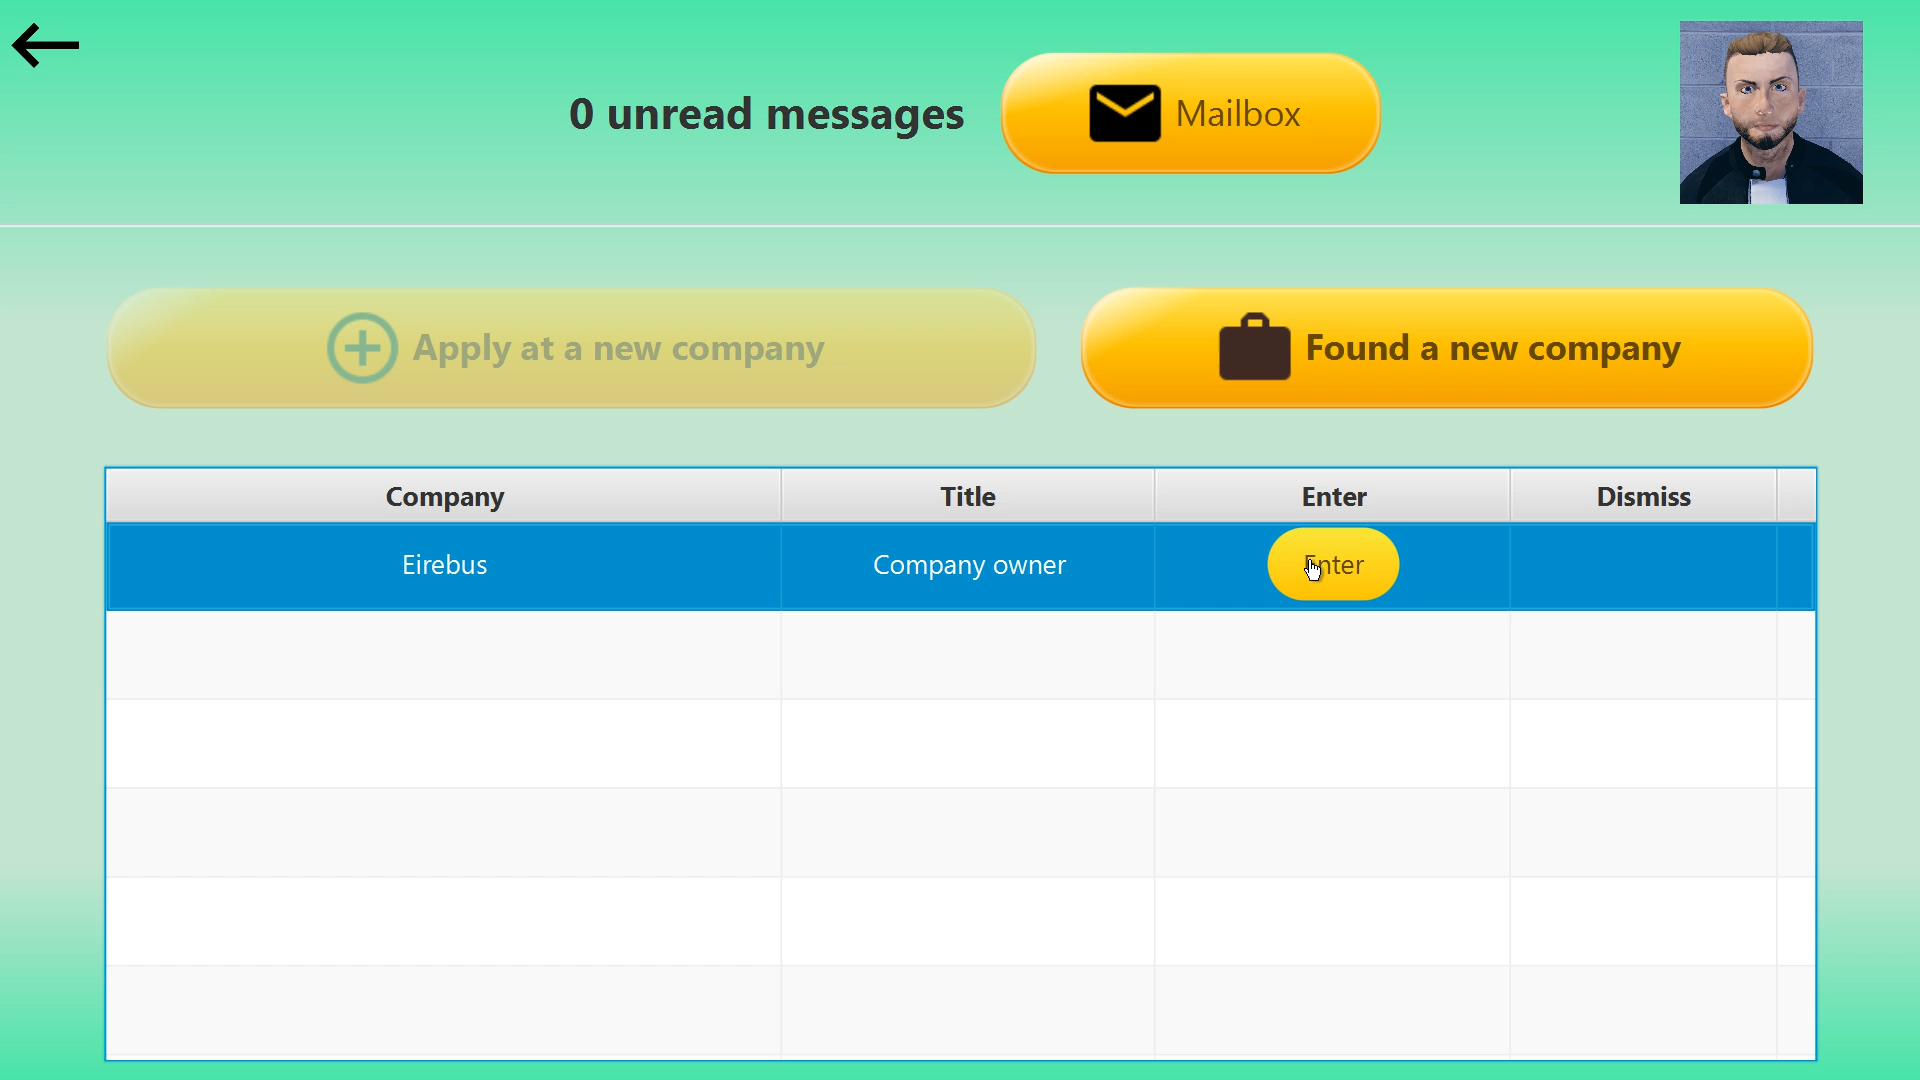 0 unread messages
Mailbox
Apply at a new company
Found a new company
Company Title Enter Dismiss
Eirebus Company owner Enter